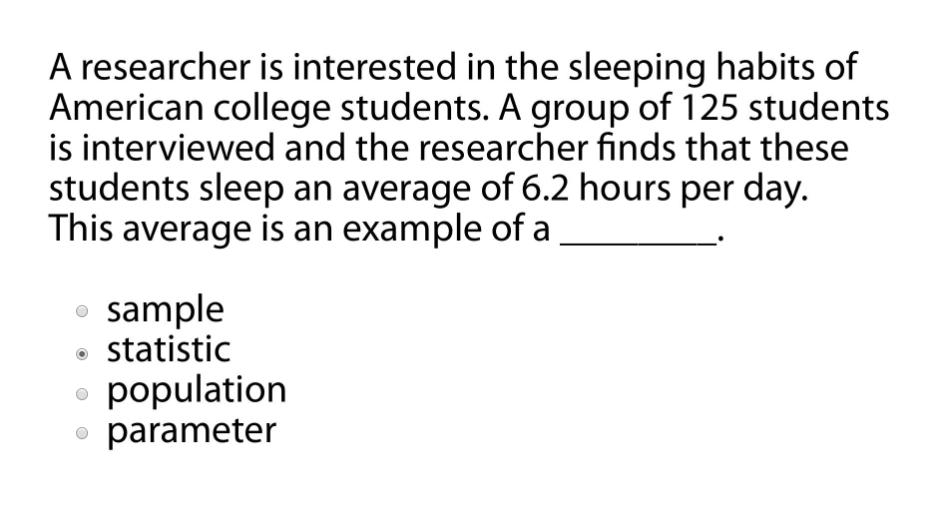 A researcher is interested in the sleeping habits of
American college students. A group of 125 students
is interviewed and the researcher finds that these
students sleep an average of 6.2 hours per day.
This average is an example of a ________.
sample
statistic
population
parameter